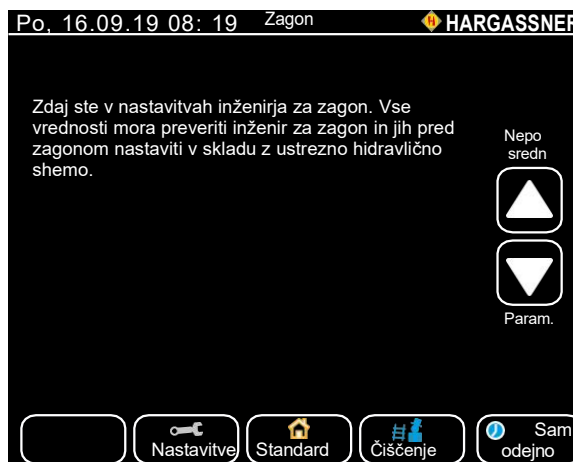 Po, 16.09.19 08: 19 Zagon HARGASSNER
Zdaj ste v nastavitvah inženirja za zagon. Vse
vrednosti mora preveriti inženir za zagon in jih pred
zagonom nastaviti v skladu z ustrezno hidravlično
shemo.
Nepo
sredn
Param.
Nastavitve
Standard
Čiščenje
Sam
odejno